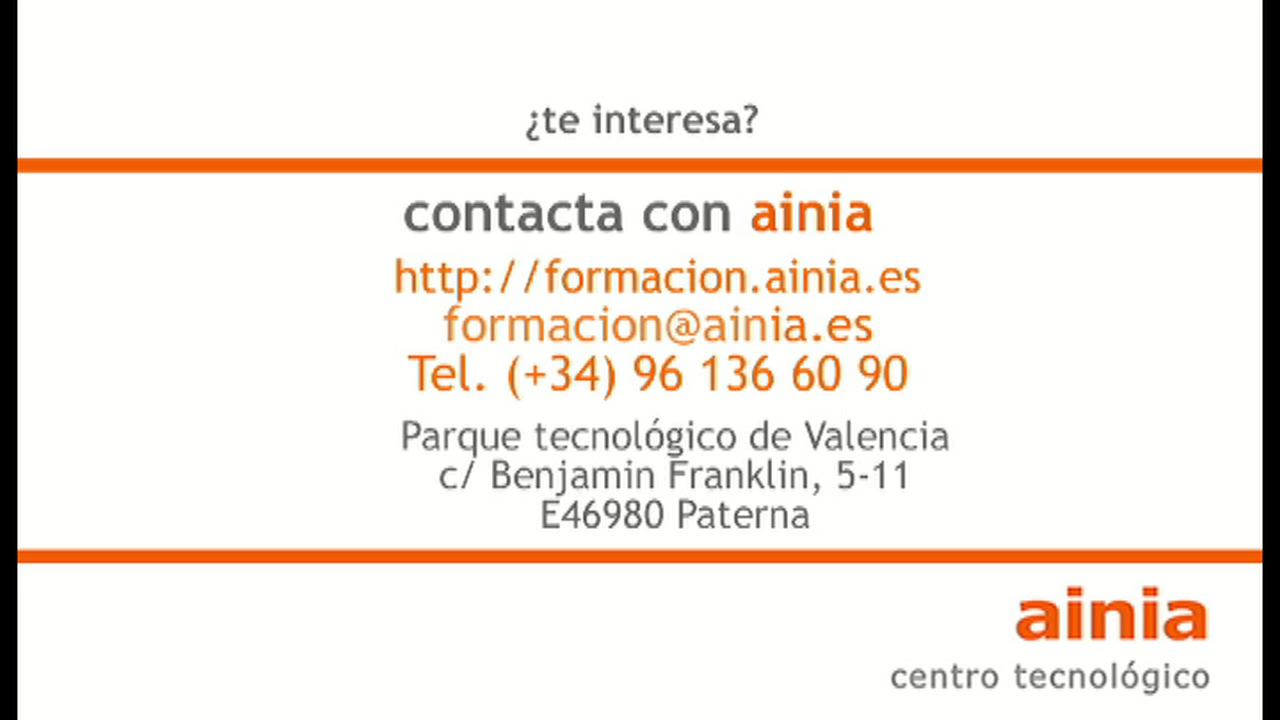 ¿te interesa?
contacta con ainia
http://formacion.ainia.es
formacion@ainia.es
Tel. (+34) 96 136 60 90
Parque tecnológico de Valencia
c/ Benjamin Franklin, 5-11
E46980 Paterna
ainia
centro tecnológico